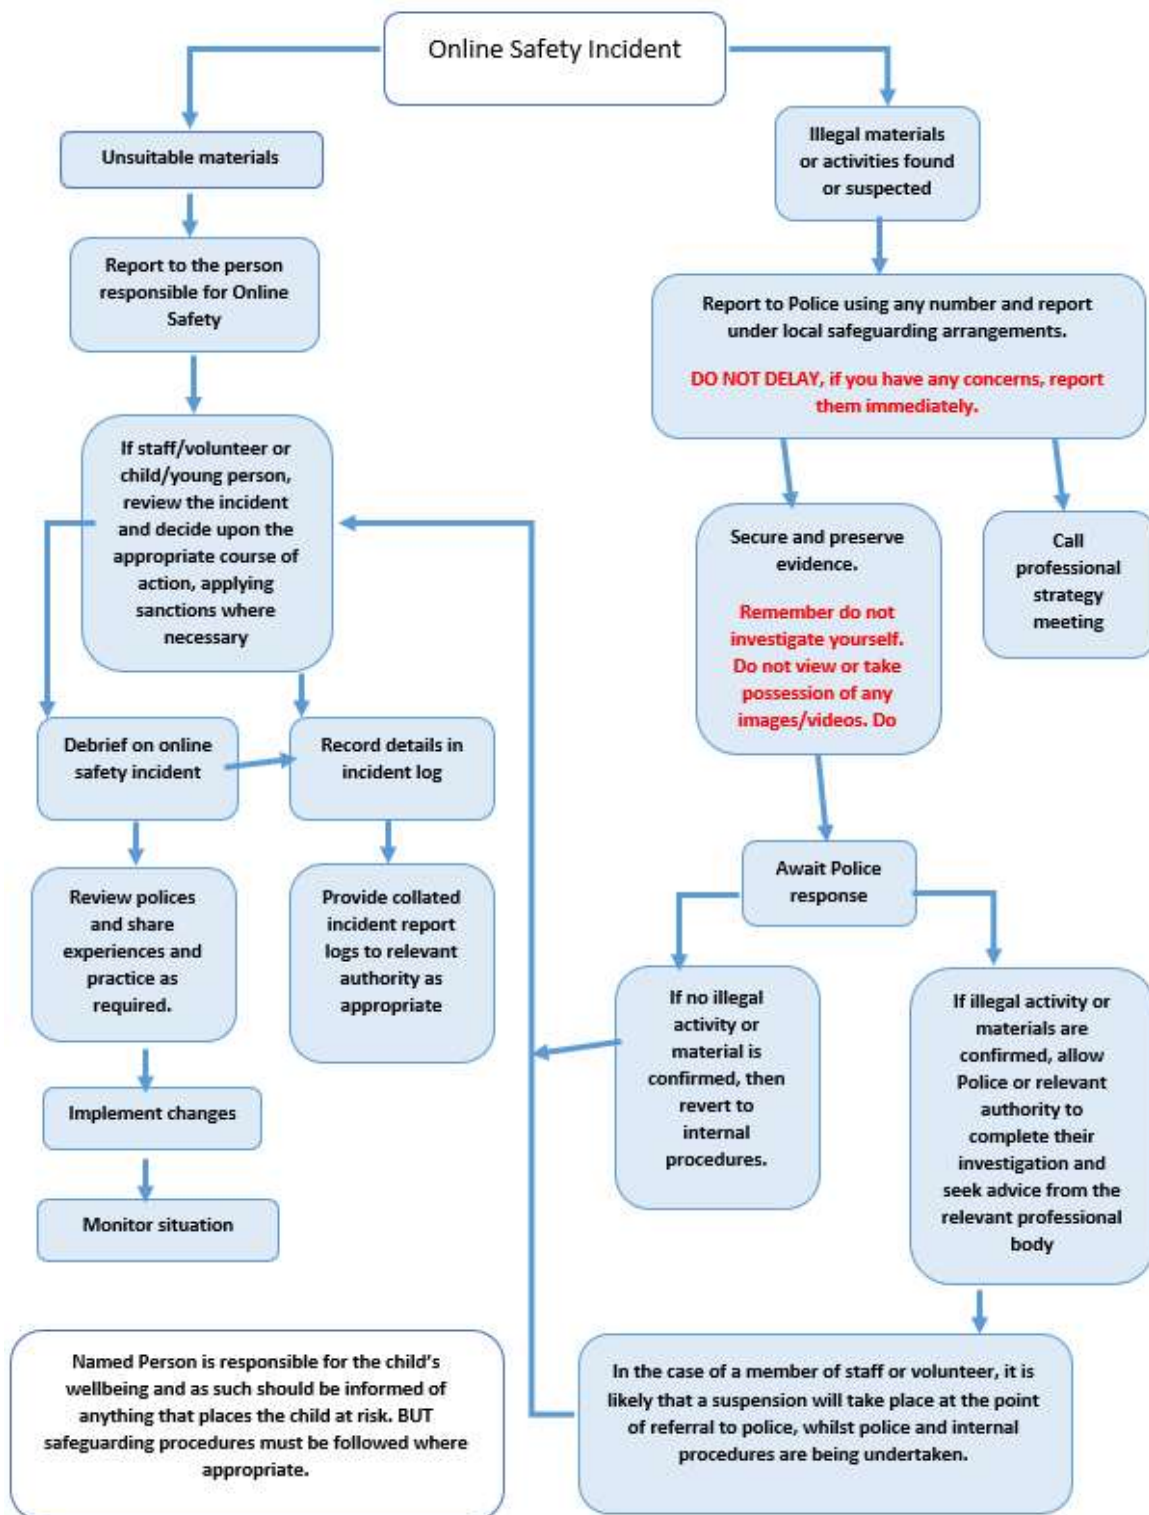 Online Safety Incident
Unsuitable materials
Report to the person
responsible for Online
Safety
If staff/volunteer or
child/young person,
review the incident
and decide upon the
appropriate course of
action, applying
sanctions where
necessary
Debrief on online
safety incident
Record details in
incident log
Review polices
and share
experiences and
practice as
required.
Provide collated
incident report
logs to relevant
authority as
appropriate
Implement changes
Monitor situation
Illegal materials
or activities found
or suspected
Report to Police using any number and report
under local safeguarding arrangements.
DO NOT DELAY, if you have any concerns, report
them immediately.
Secure and preserve
evidence.
Remember do not
investigate yourself.
Do not view or take
possession of any
images/videos. Do
Call
professional
strategy
meeting
Await Police
response
If no illegal
activity or
material is
confirmed, then
revert to
internal
procedures.
If illegal activity or
materials are
confirmed, allow
Police or relevant
authority to
complete their
investigation and
seek advice from the
relevant professional
body
In the case of a member of staff or volunteer, it is
likely that a suspension will take place at the point
of referral to police, whilst police and internal
procedures are being undertaken.
Named Person is responsible for the child's
wellbeing and as such should be informed of
anything that places the child at risk. BUT
safeguarding procedures must be followed where
appropriate.